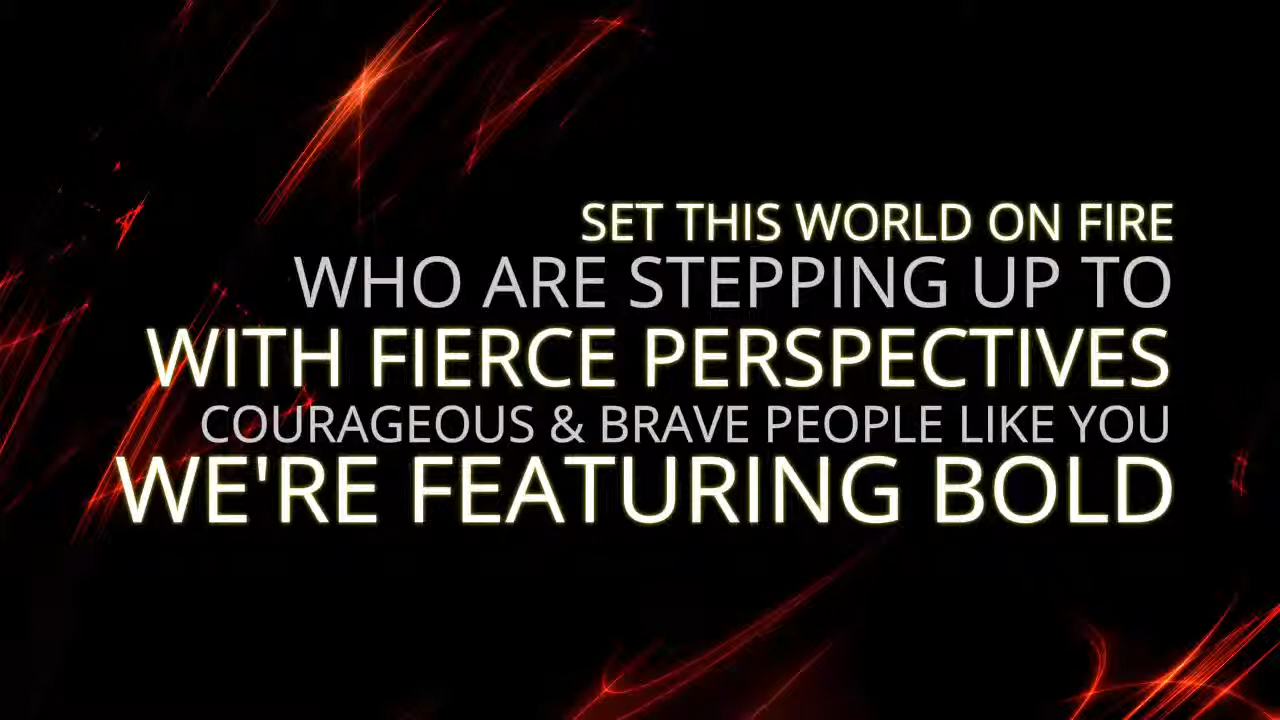 SET THIS WORLD ON FIRE
WHO ARE STEPPING UP TO
WITH FIERCE PERSPECTIVES
COURAGEOUS & BRAVE PEOPLE LIKE YOU
WE'RE FEATURING BOLD